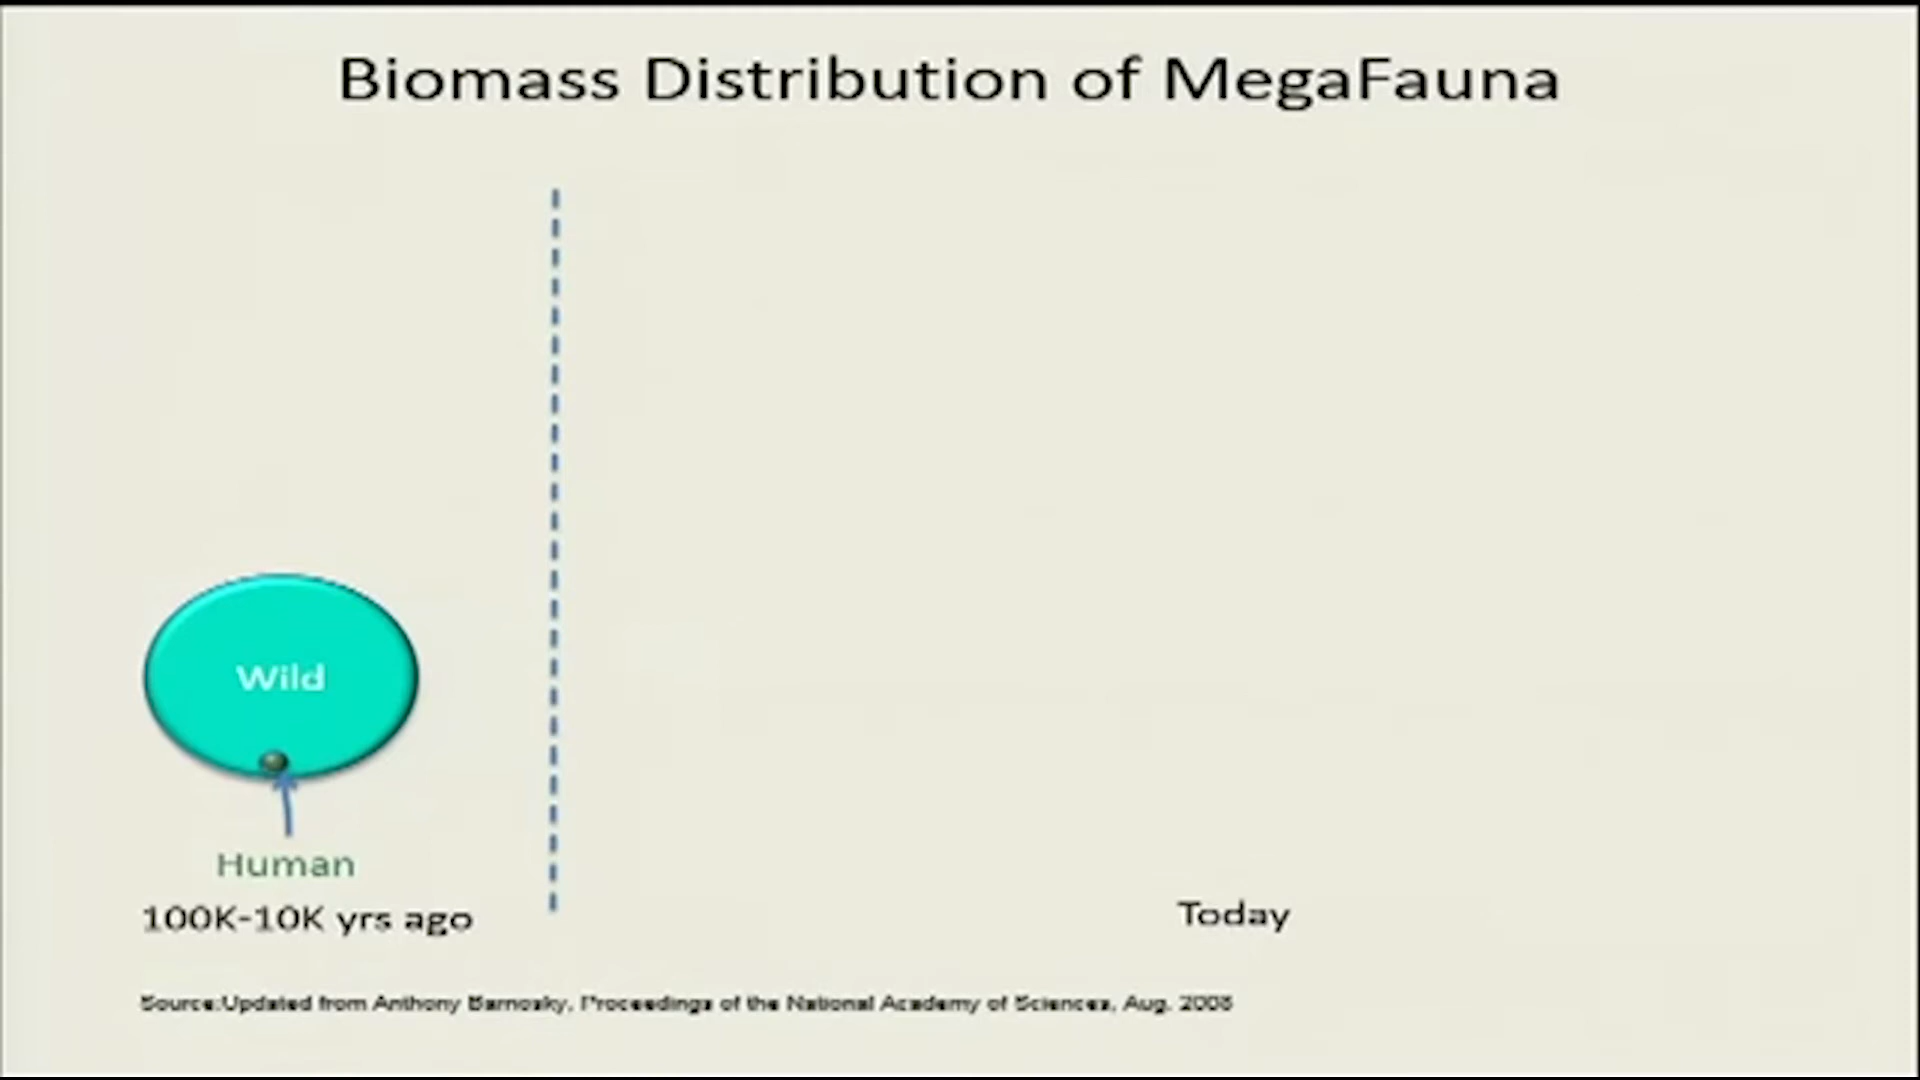 Biomass Distribution of MegaFauna
Wild
Human
100K-10K yrs ago
Today
Source:Updated from Anthony Barnosky, Proceedings of the National Academy of Sciences, Aug. 2008